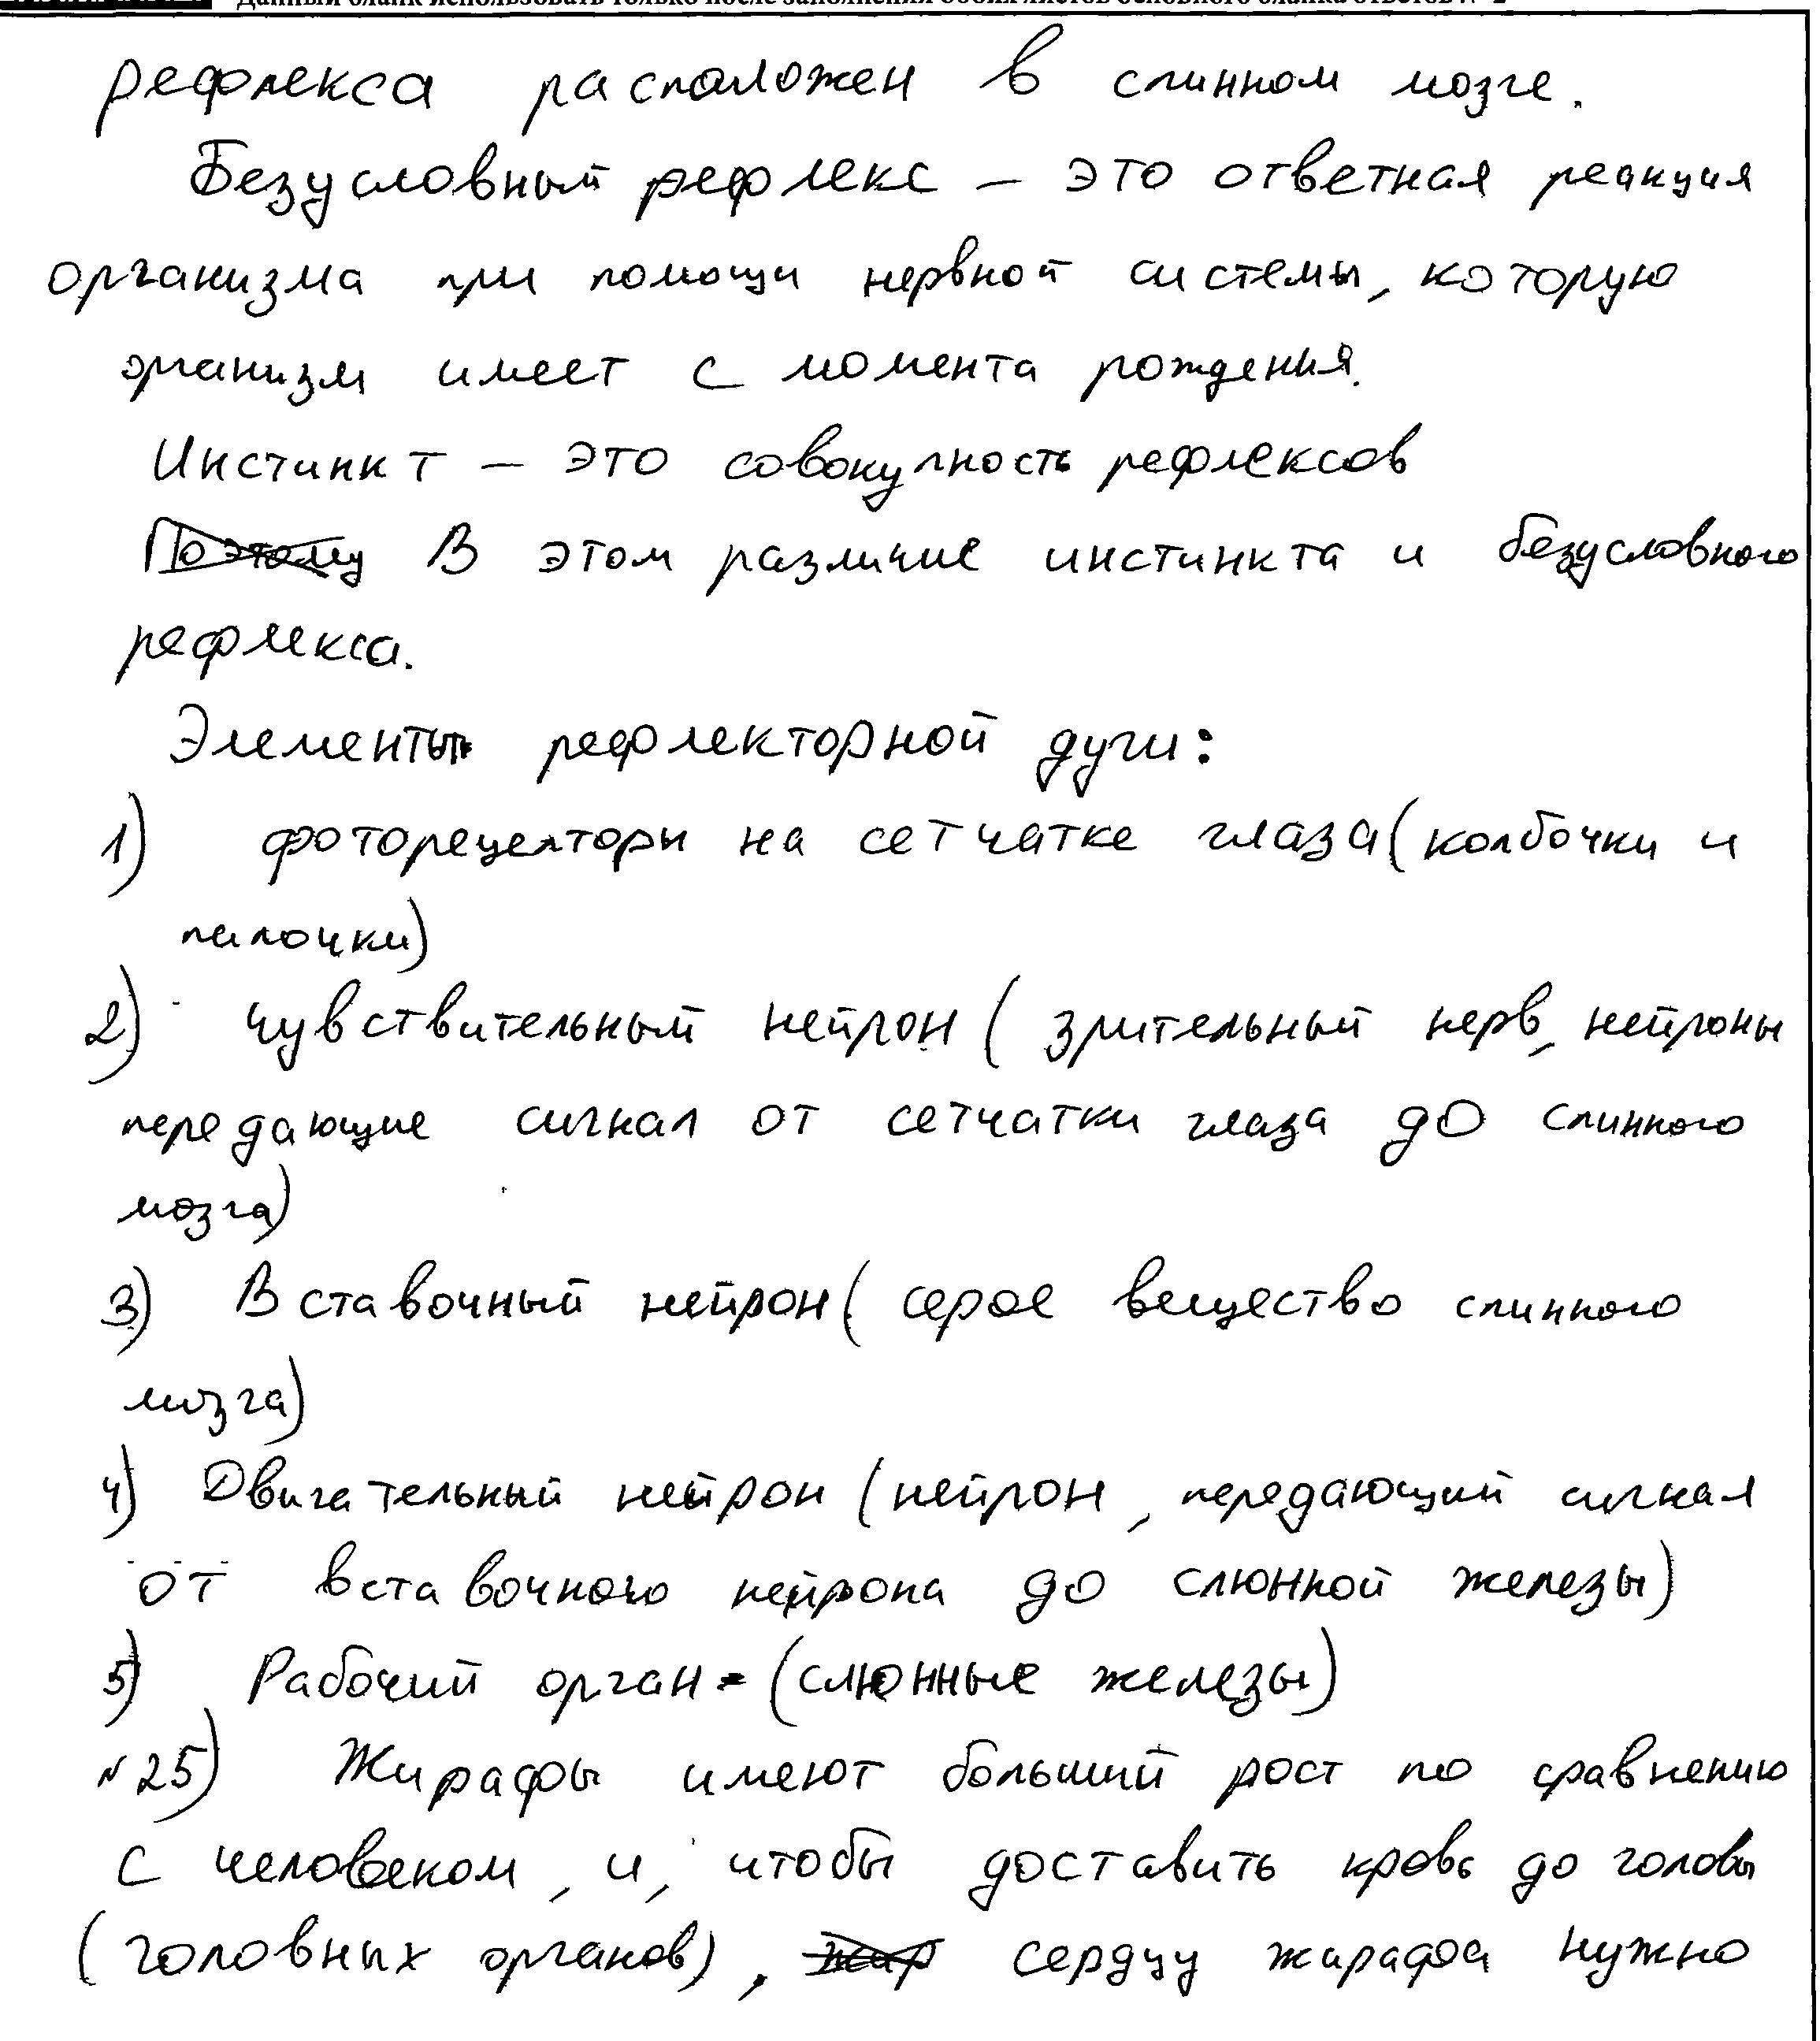 Данный бланк использовать только после заполнения обоих листов основного бланка ответов № 2
рефлекса расположен в спинном мозге.
Безусловный рефлекс – это ответная реакция
организма при помощи нервной системы, которую
организм имеет с момента рождения.
Инстинкт – это совокупность рефлексов
Поэтому В этом различие инстинкта и безусловного
рефлекса.
Элементы рефлекторной дуги:
1) фоторецепторы на сетчатке глаза (колбочки и
палочки)
2) чувствительный нейрон ( зрительный нерв, нейроны
передающие сигнал от сетчатки глаза до спинного
мозга)
3) Вставочный нейрон ( серое вещество спинного
мозга)
4) Двигательный нейрон (нейрон, передающий сигнал
от вставочного нейрона до слюнной железы)
5) Рабочий орган - (слюнные железы)
№25) Жирафы имеют больший рост по сравнению
с человеком, и, чтобы доставить кровь до головы
(головных органов), жир сердцу жирафа нужно